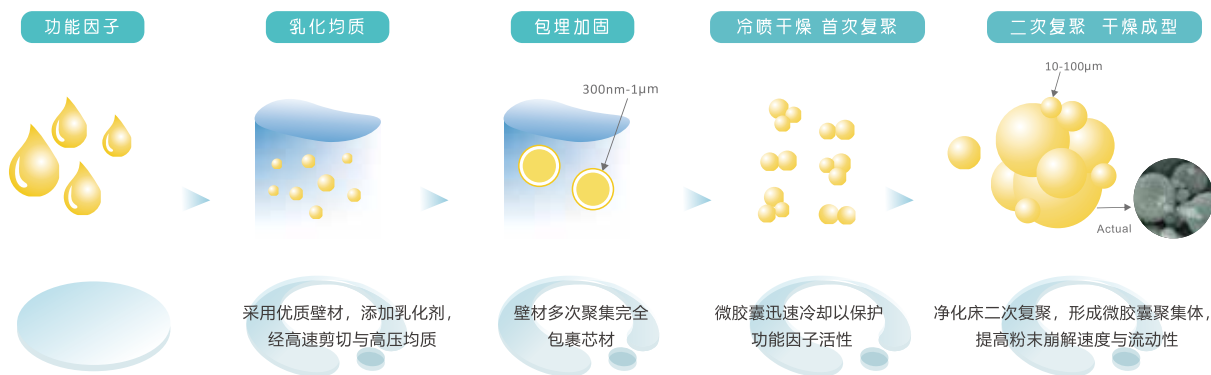 功能因子
乳化均质
包埋加固
冷喷干燥 首次复聚
二次复聚 干燥成型
10-100μm
300nm-1μm
Actual
采用优质壁材，添加乳化剂，
经高速剪切与高压均质
壁材多次聚集完全
包裹芯材
微胶囊迅速冷却以保护
功能因子活性
净化床二次复聚，形成微胶囊聚集体，
提高粉末崩解速度与流动性